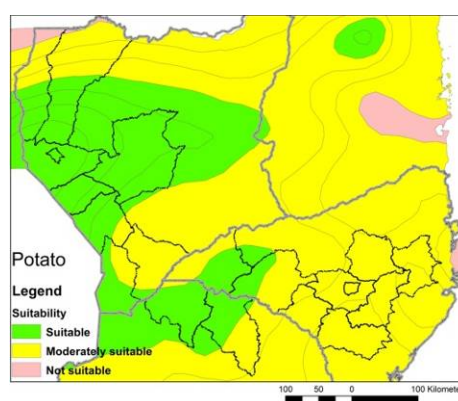 Potato
Legend
Suitability
Suitable
Moderately suitable
Not suitable
100 50 0 100 Kilomete